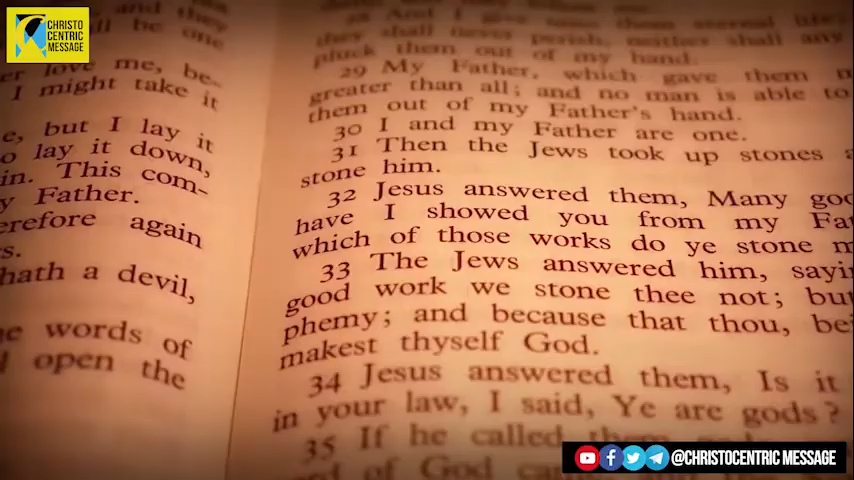 CHRISTO
CENTRIC
MESSAGE
and they
all be one
love me, be-
I might take it
but I lay it
lay it down,
This com-
Father.
again
hath a devil,
words of
open the
28 And I
them eternal life;
they shall never perish, neither shall any
pluck them out of my hand.
29 My Father, which gave them
greater than all; and no man is able to
them out of my Father's hand.
30 I and my Father are one.
31 Then the Jews took up stones
stone him.
32 Jesus answered them, Many
have I showed you from my
which of those works do ye stone
33 The Jews answered him,
good work we stone thee not;
phemy; and because that thou,
makest thyself God.
34 Jesus answered them, Is it
in your law, I said, Ye are gods?
35 If he called them
of God
@CHRISTOCENTRIC MESSAGE